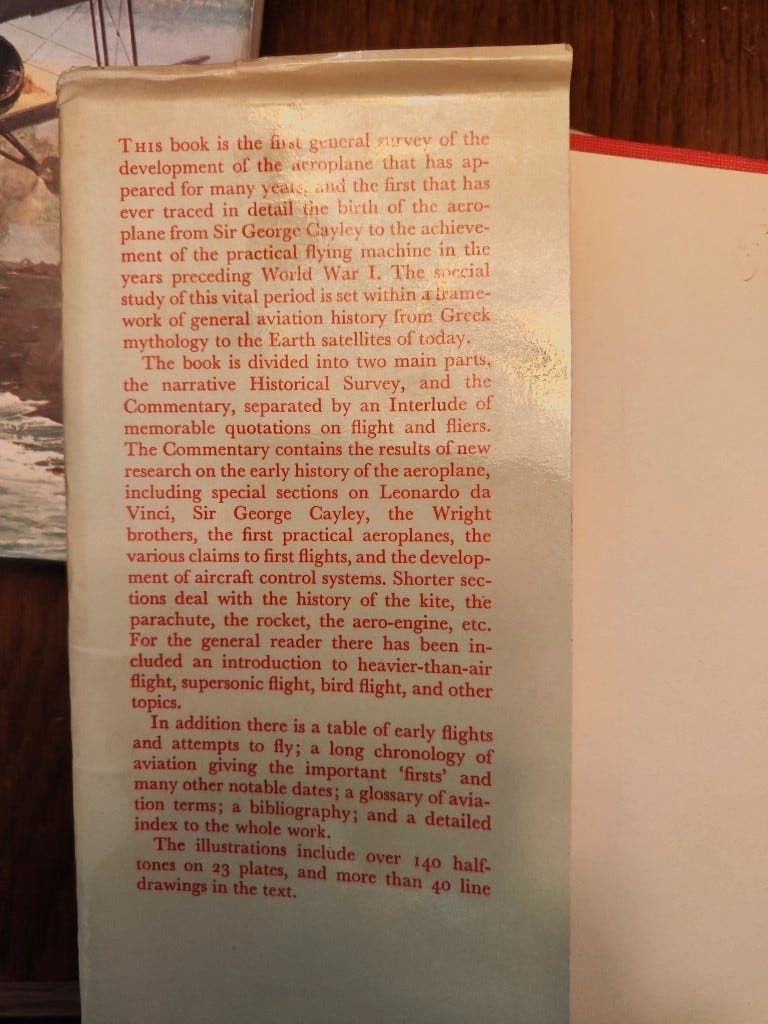 THIS book is the first general survey of the
development of the aeroplane that has ap-
peared for many years, and the first that has
ever traced in detail the birth of the aero-
plane from Sir George Cayley to the achieve-
ment of the practical flying machine in the
years preceding World War I. The special
study of this vital period is set within a frame-
work of general aviation history from Greek
mythology to the Earth satellites of today.
The book is divided into two main parts,
the narrative Historical Survey, and the
Commentary, separated by an Interlude of
memorable quotations on flight and fliers.
The Commentary contains the results of new
research on the early history of the aeroplane,
including special sections on Leonardo da
Vinci, Sir George Cayley, the Wright
brothers, the first practical aeroplanes, the
various claims to first flights, and the develop-
ment of aircraft control systems. Shorter sec-
tions deal with the history of the kite, the
parachute, the rocket, the aero-engine, etc.
For the general reader there has been in-
cluded an introduction to heavier-than-air
flight, supersonic flight, bird flight, and other
topics.
In addition there is a table of early flights
and attempts to fly; a long chronology of
aviation giving the important ‘firsts’ and
many other notable dates; a glossary of avia-
tion terms; a bibliography; and a detailed
index to the whole work.
The illustrations include over 140 half-
tones on 23 plates, and more than 40 line
drawings in the text.